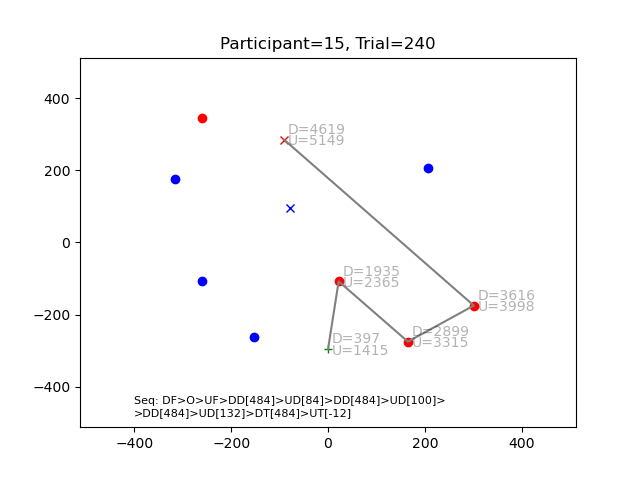 Participant=15, Trial=240
400
200
0
−200
−400
D=4619
U=5149
D=1935
U=2365
D=3616
U=3998
D=2899
U=3315
D=397
U=1415
Seq: DF>O>UF>DD[484]>UD[84]>DD[484]>UD[100]>
>DD[484]>UD[132]>DT[484]>UT[-12]
−400 −200 0 200 400